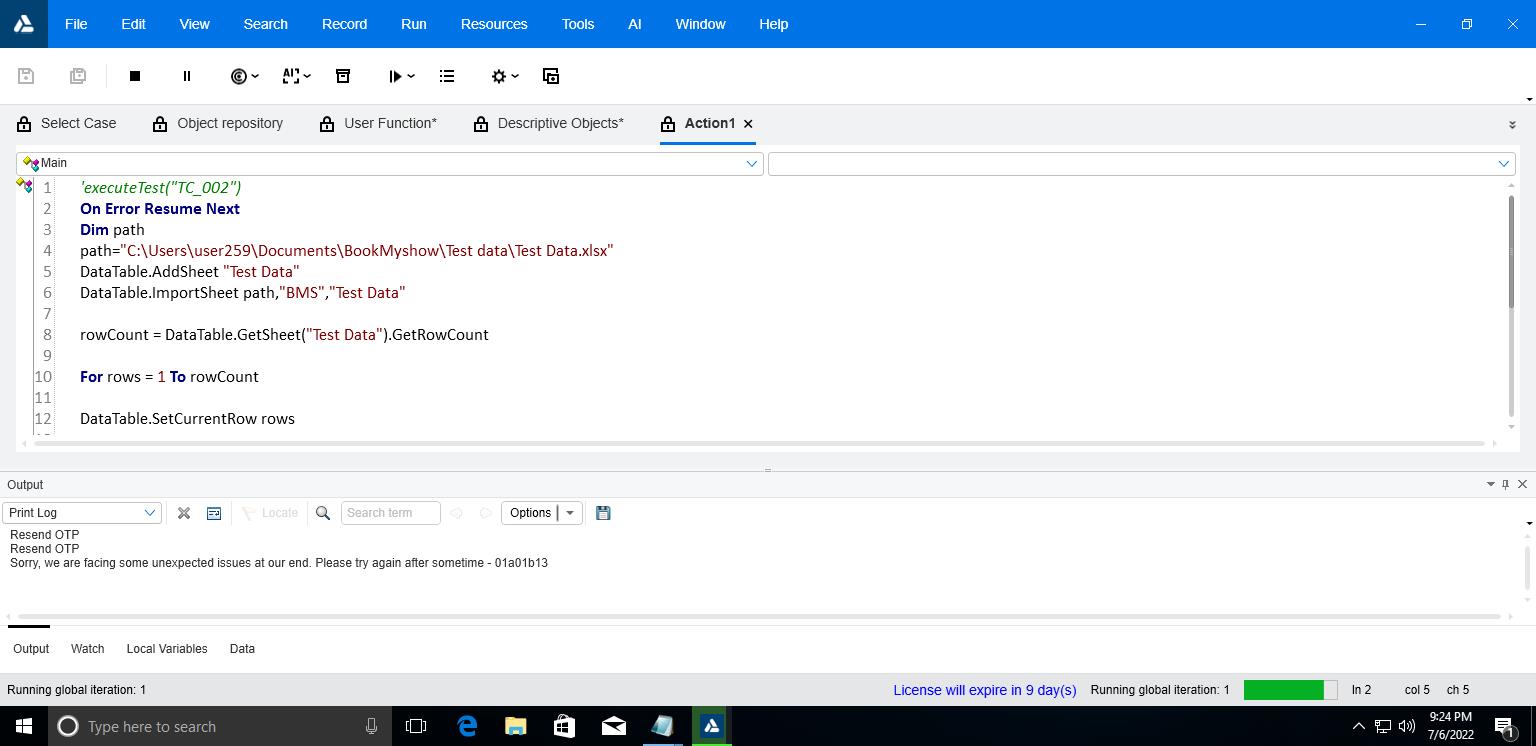 File Edit View Search Record Run Resources Tools AI Window Help
Select Case Object repository User Function* Descriptive Objects* Action1
Main
1 'executeTest("TC_002")
2 On Error Resume Next
3 Dim path
4 path="C:\Users\user259\Documents\BookMyshow\Test data\Test Data.xlsx"
5 DataTable.AddSheet "Test Data"
6 DataTable.ImportSheet path,"BMS","Test Data"
7
8 rowCount = DataTable.GetSheet("Test Data").GetRowCount
9
10 For rows = 1 To rowCount
11
12 DataTable.SetCurrentRow rows
Output
Print Log Locate Search term Options
Resend OTP
Resend OTP
Sorry, we are facing some unexpected issues at our end. Please try again after sometime - 01a01b13
Output Watch Local Variables Data
Running global iteration: 1 License will expire in 9 day(s) Running global iteration: 1 ln 2 col 5 ch 5
Type here to search
9:24 PM
7/6/2022
1